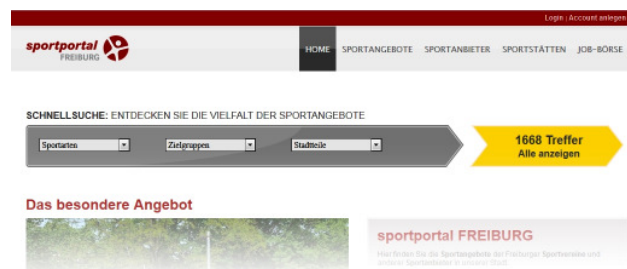 Login | Account anlegen
sportportal
FREIBURG
HOME SPORTANGEBOTE SPORTANBIETER SPORTSTÄTTEN JOB-BÖRSE
SCHNELLSUCHE: ENTDECKEN SIE DIE VIELFALT DER SPORTANGEBOTE
Sportarten Zielgruppen Stadtteile
1668 Treffer
Alle anzeigen
Das besondere Angebot
sportportal FREIBURG
Hier finden Sie die Sportangebote der Freiburger Sportvereine und
anderer Sportanbieter in unserer Stadt.